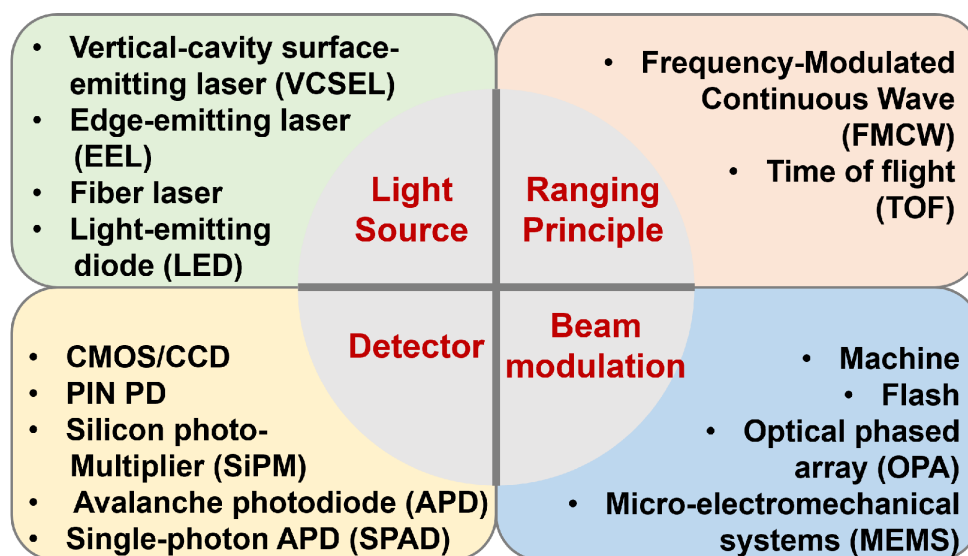 • Vertical-cavity surface-
emitting laser (VCSEL)
• Edge-emitting laser
(EEL)
• Fiber laser
• Light-emitting
diode (LED)
Light
Source
• Frequency-Modulated
Continuous Wave
(FMCW)
• Time of flight
(TOF)
Ranging
Principle
• CMOS/CCD
• PIN PD
• Silicon photo-
Multiplier (SiPM)
• Avalanche photodiode (APD)
• Single-photon APD (SPAD)
Detector
Beam
modulation
• Machine
• Flash
• Optical phased
array (OPA)
• Micro-electromechanical
systems (MEMS)